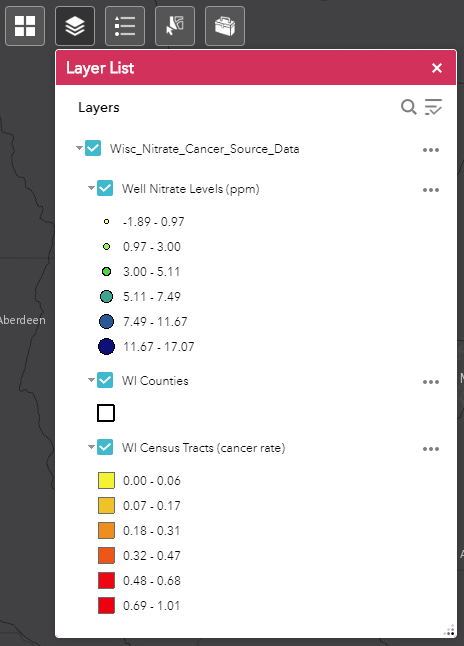 Layer List
Layers
Wisc_Nitrate_Cancer_Source_Data
Well Nitrate Levels (ppm)
-1.89 - 0.97
0.97 - 3.00
3.00 - 5.11
5.11 - 7.49
Aberdeen
7.49 - 11.67
11.67 - 17.07
WI Counties
WI Census Tracts (cancer rate)
0.00 - 0.06
0.07 - 0.17
0.18 - 0.31
0.32 - 0.47
0.48 - 0.68
0.69 - 1.01